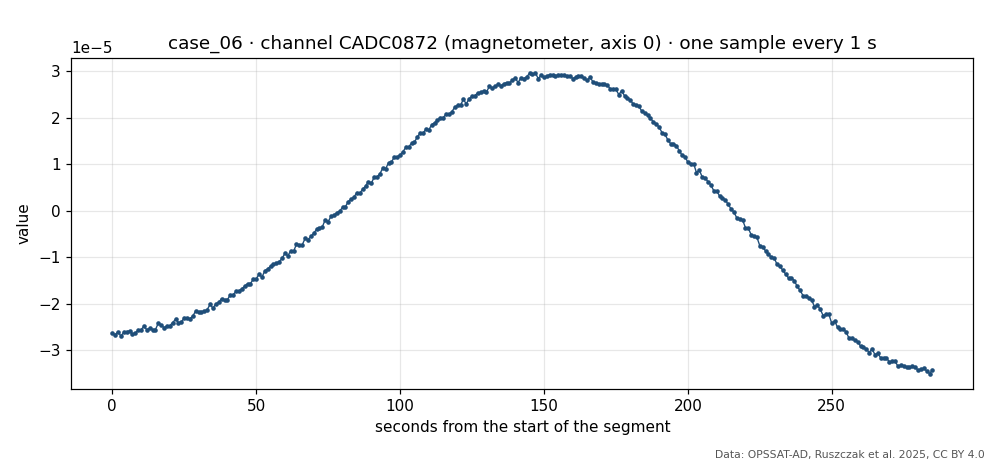 case_06 · channel CADC0872 (magnetometer, axis 0) · one sample every 1 s
1e−5
3
2
1
0
−1
−2
−3
value
0 50 100 150 200 250
seconds from the start of the segment
Data: OPSSAT-AD, Ruszczak et al. 2025, CC BY 4.0